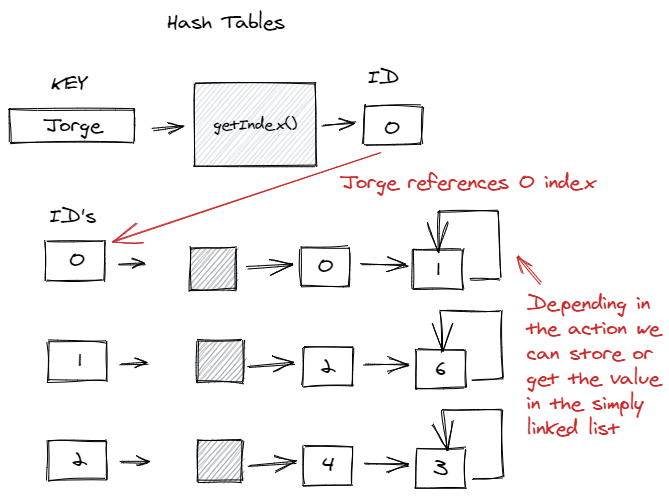 Hash Tables
KEY
ID
Jorge
getIndex()
0
Jorge references 0 index
ID's
0
0
1
Depending in
the action we
can store or
get the value
in the simply
linked list
1
2
6
2
4
3